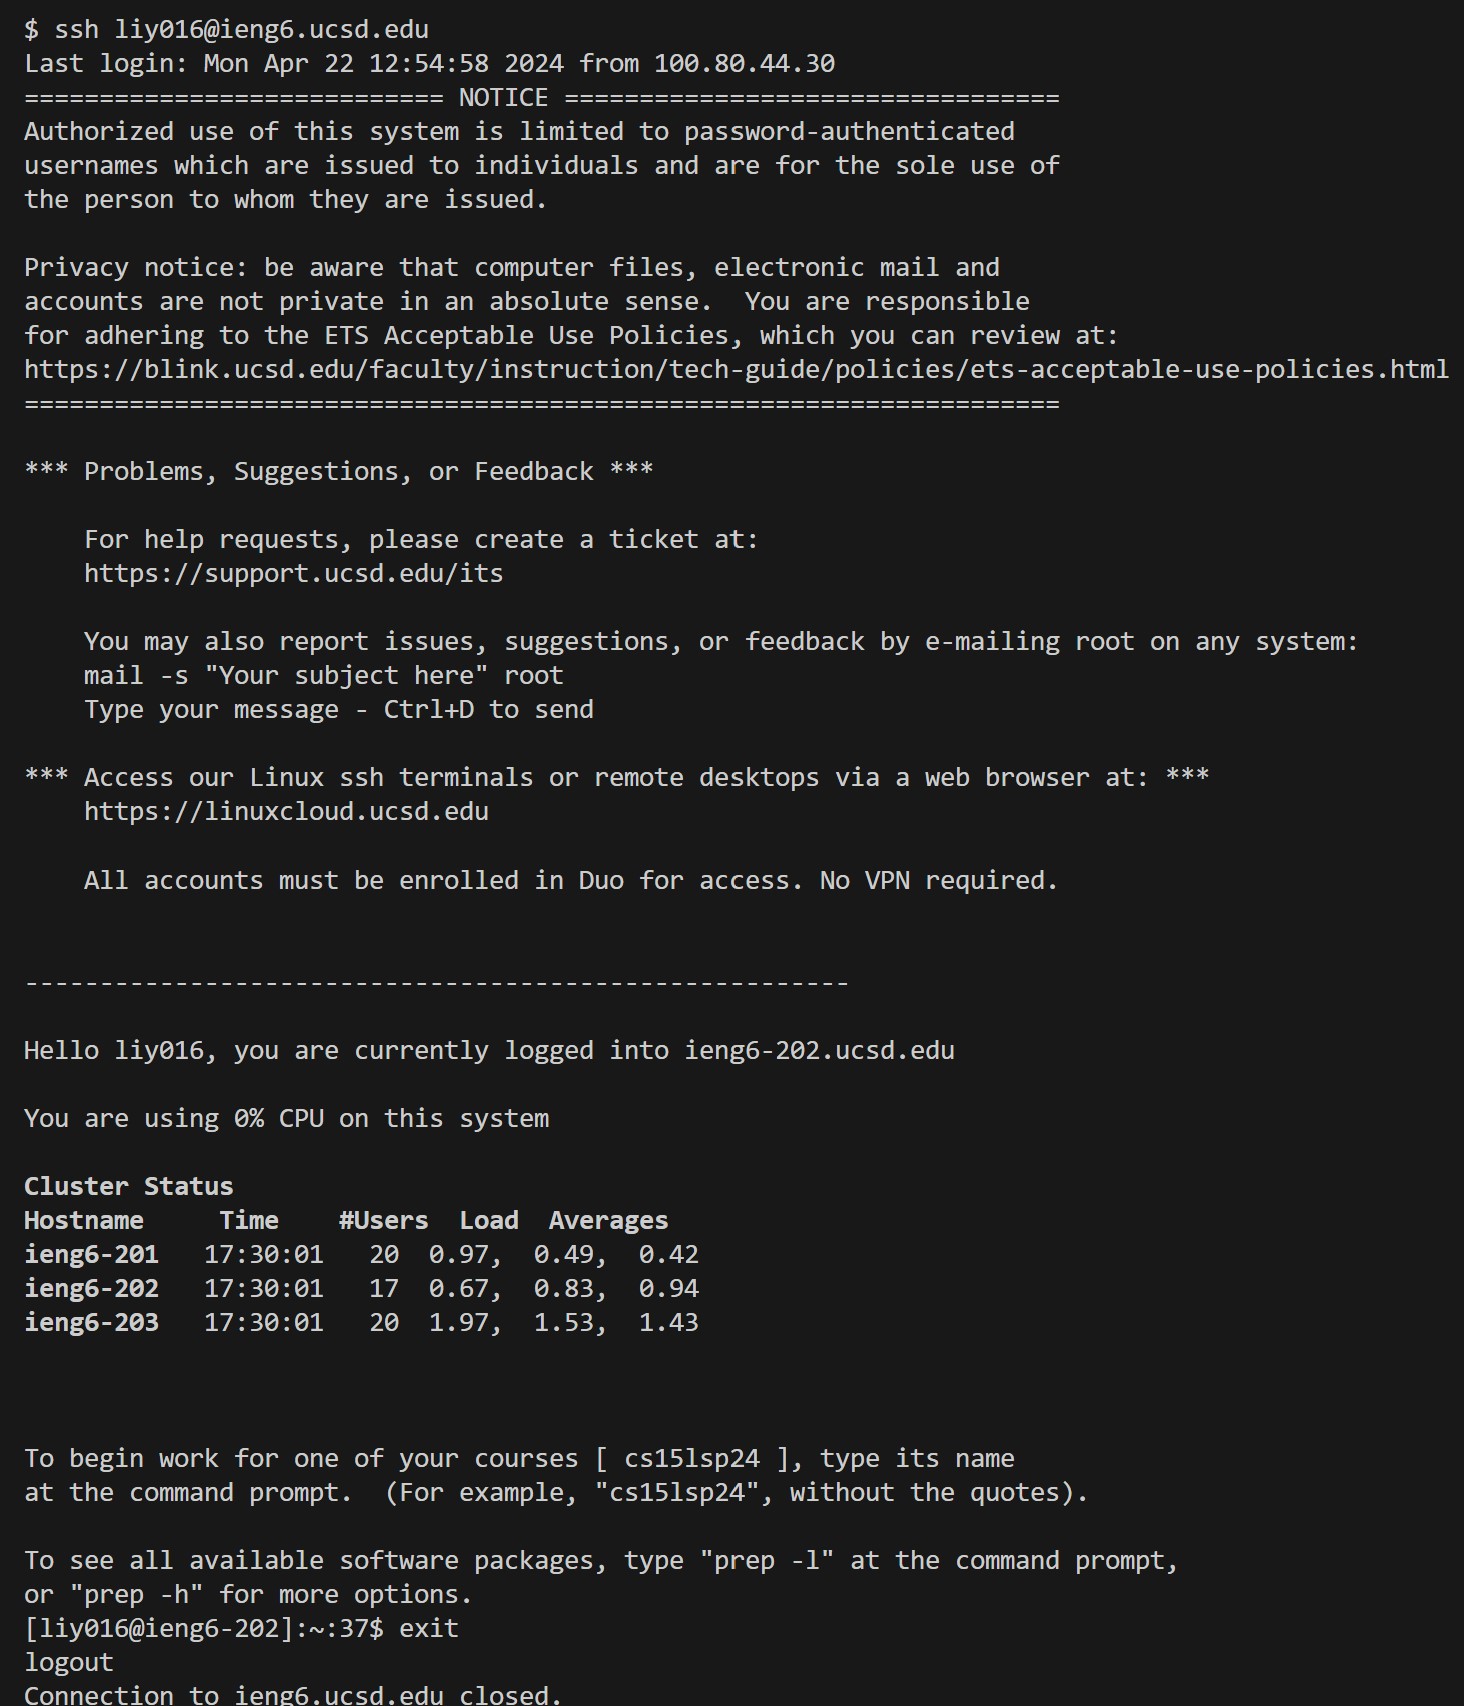 $ ssh liy016@ieng6.ucsd.edu
Last login: Mon Apr 22 12:54:58 2024 from 100.80.44.30
============================ NOTICE =================================
Authorized use of this system is limited to password-authenticated
usernames which are issued to individuals and are for the sole use of
the person to whom they are issued.

Privacy notice: be aware that computer files, electronic mail and
accounts are not private in an absolute sense.  You are responsible
for adhering to the ETS Acceptable Use Policies, which you can review at:
https://blink.ucsd.edu/faculty/instruction/tech-guide/policies/ets-acceptable-use-policies.html
=====================================================================

*** Problems, Suggestions, or Feedback ***

    For help requests, please create a ticket at:
    https://support.ucsd.edu/its

    You may also report issues, suggestions, or feedback by e-mailing root on any system:
    mail -s "Your subject here" root
    Type your message - Ctrl+D to send

*** Access our Linux ssh terminals or remote desktops via a web browser at: ***
    https://linuxcloud.ucsd.edu

    All accounts must be enrolled in Duo for access. No VPN required.


-------------------------------------------------------

Hello liy016, you are currently logged into ieng6-202.ucsd.edu

You are using 0% CPU on this system

Cluster Status
Hostname     Time    #Users  Load  Averages
ieng6-201   17:30:01   20  0.97,  0.49,  0.42
ieng6-202   17:30:01   17  0.67,  0.83,  0.94
ieng6-203   17:30:01   20  1.97,  1.53,  1.43



To begin work for one of your courses [ cs15lsp24 ], type its name
at the command prompt.  (For example, "cs15lsp24", without the quotes).

To see all available software packages, type "prep -l" at the command prompt,
or "prep -h" for more options.
[liy016@ieng6-202]:~:37$ exit
logout
Connection to ieng6.ucsd.edu closed.